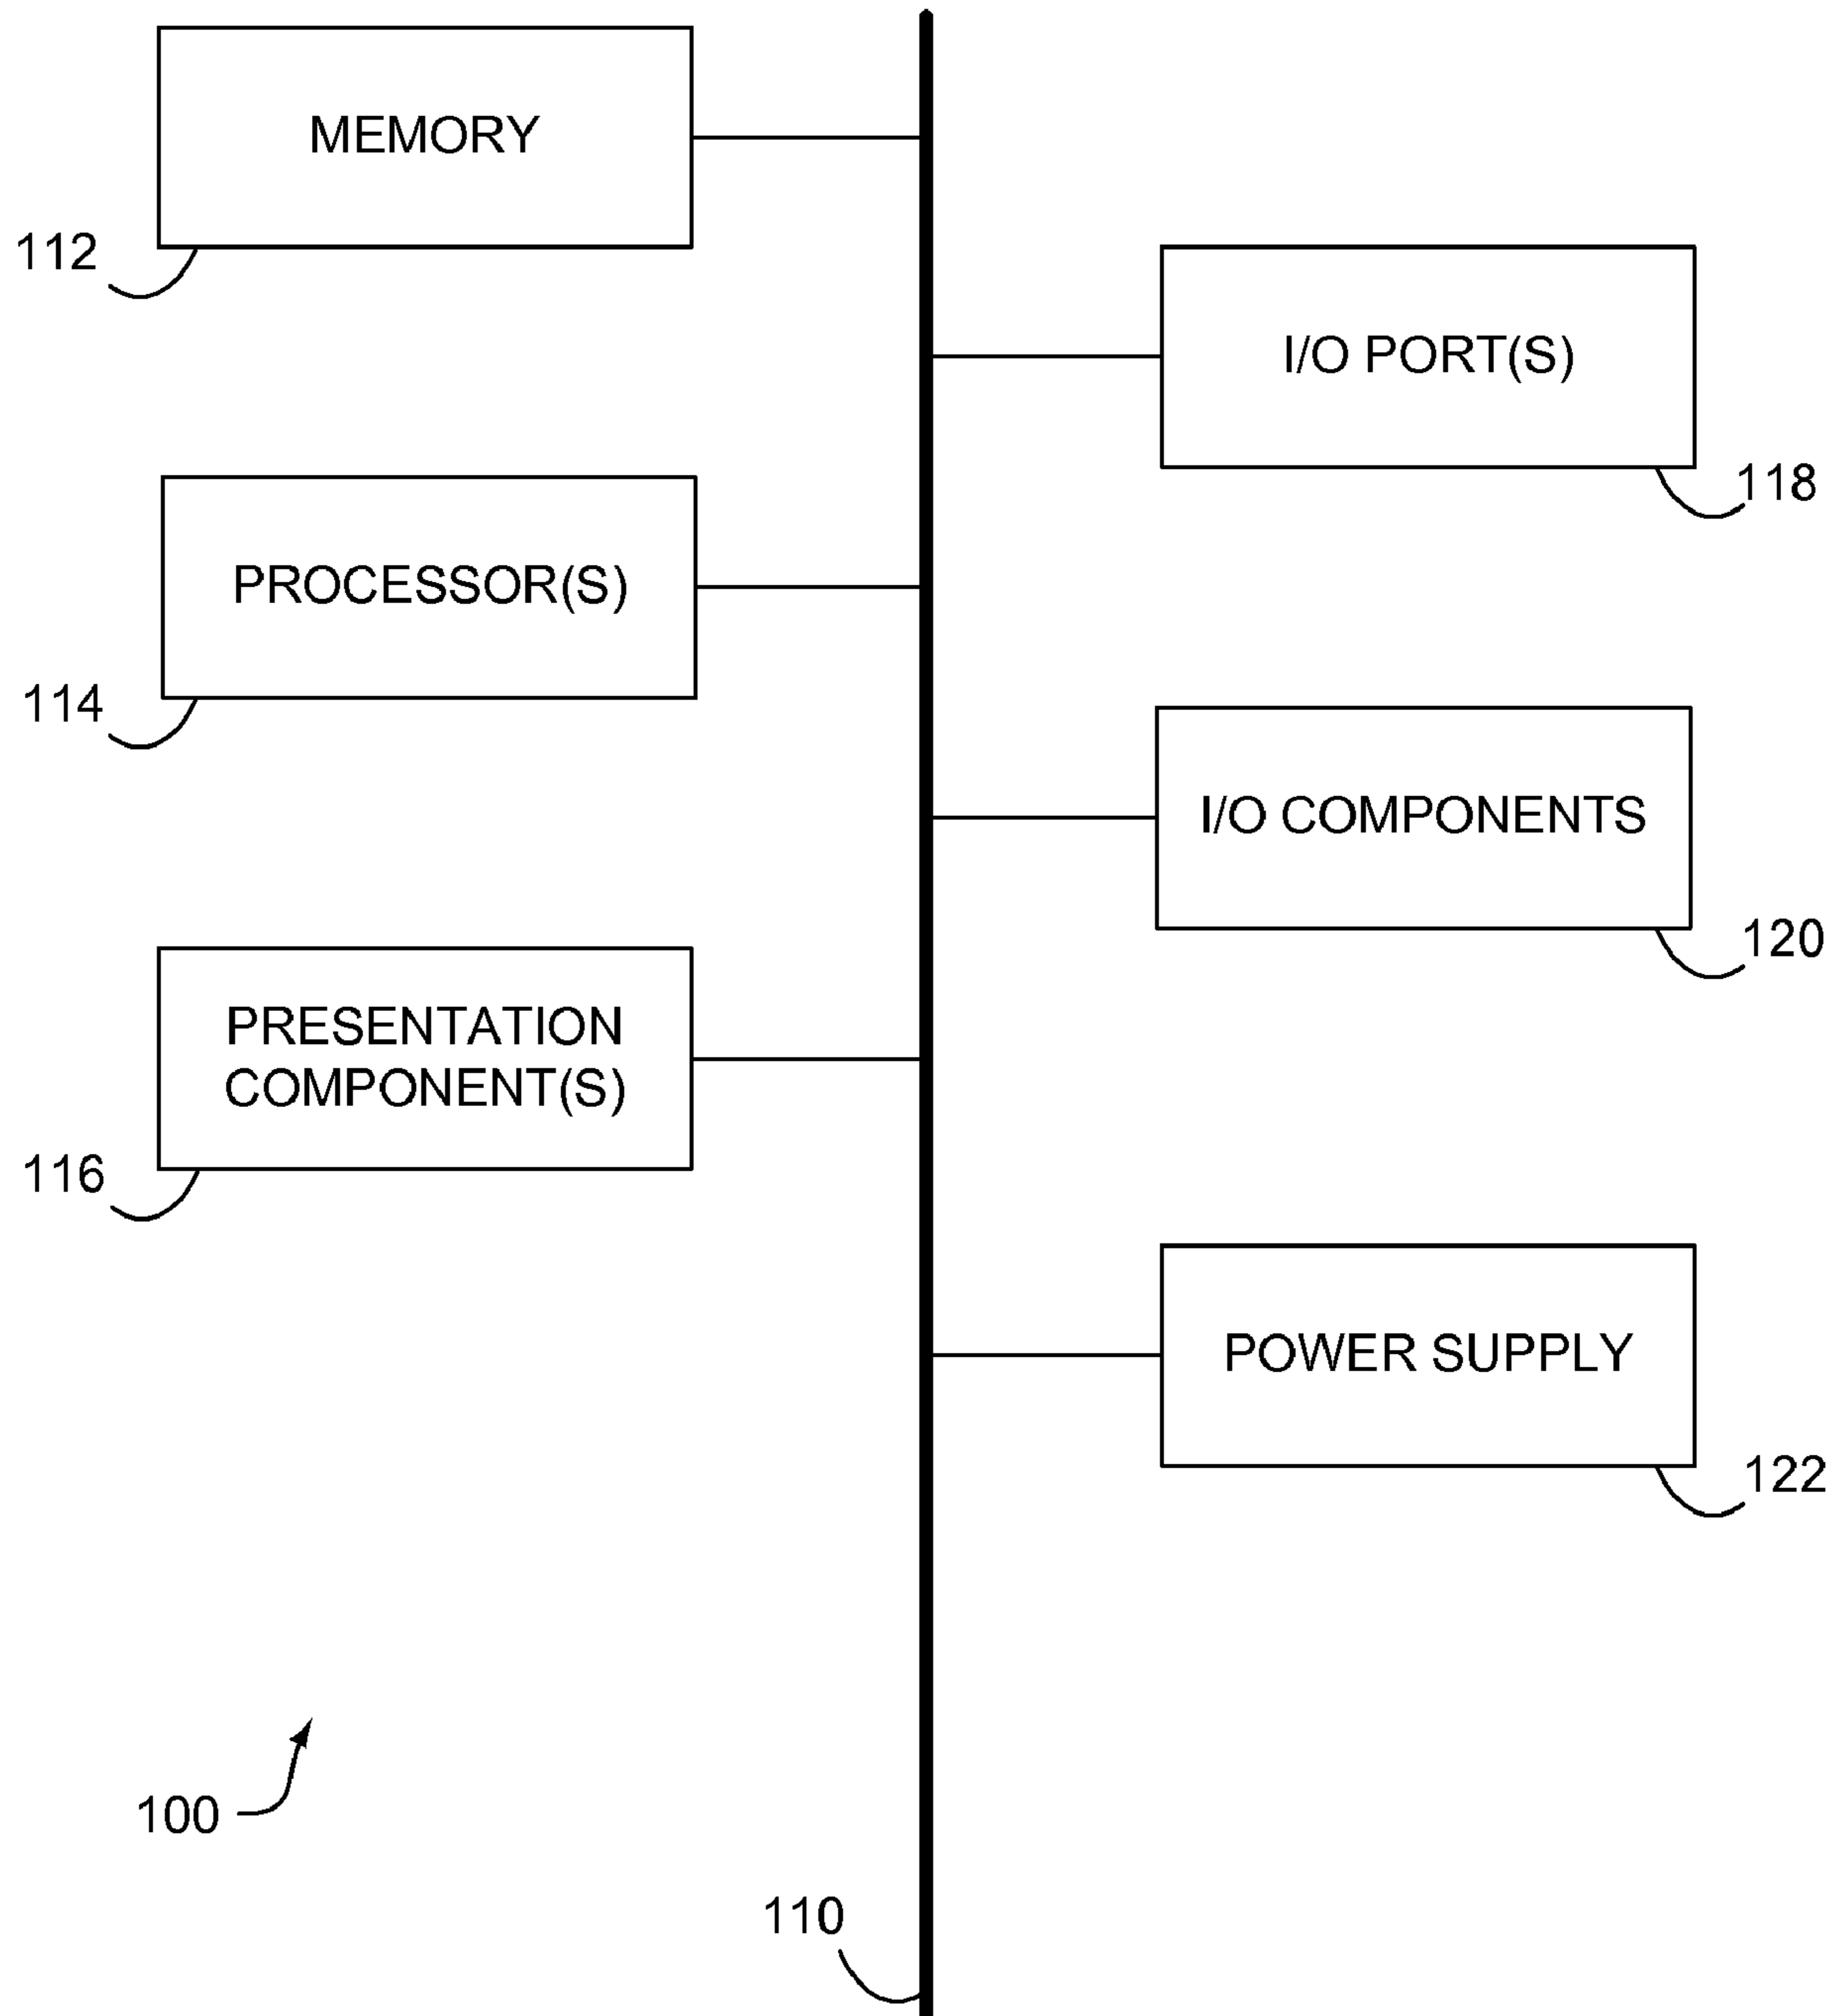 MEMORY
112
I/O PORT(S)
118
PROCESSOR(S)
114
I/O COMPONENTS
120
PRESENTATION
COMPONENT(S)
116
POWER SUPPLY
122
100
110